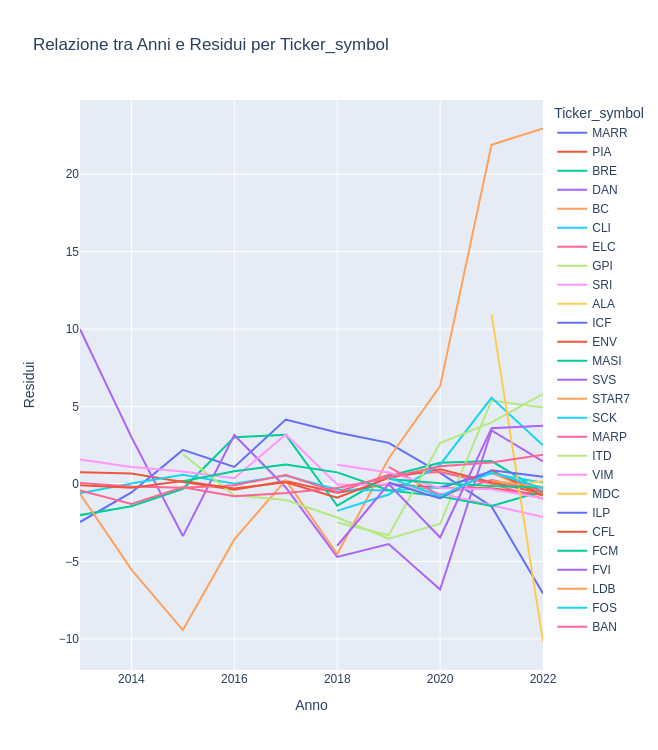 Relazione tra Anni e Residui per Ticker_symbol
Ticker_symbol
MARR
PIA
BRE
DAN
BC
CLI
ELC
GPI
SRI
ALA
ICF
ENV
MASI
SVS
STAR7
SCK
MARP
ITD
VIM
MDC
ILP
CFL
FCM
FVI
LDB
FOS
BAN
20
15
10
5
0
−5
−10
Residui
2014
2016
2018
2020
2022
Anno